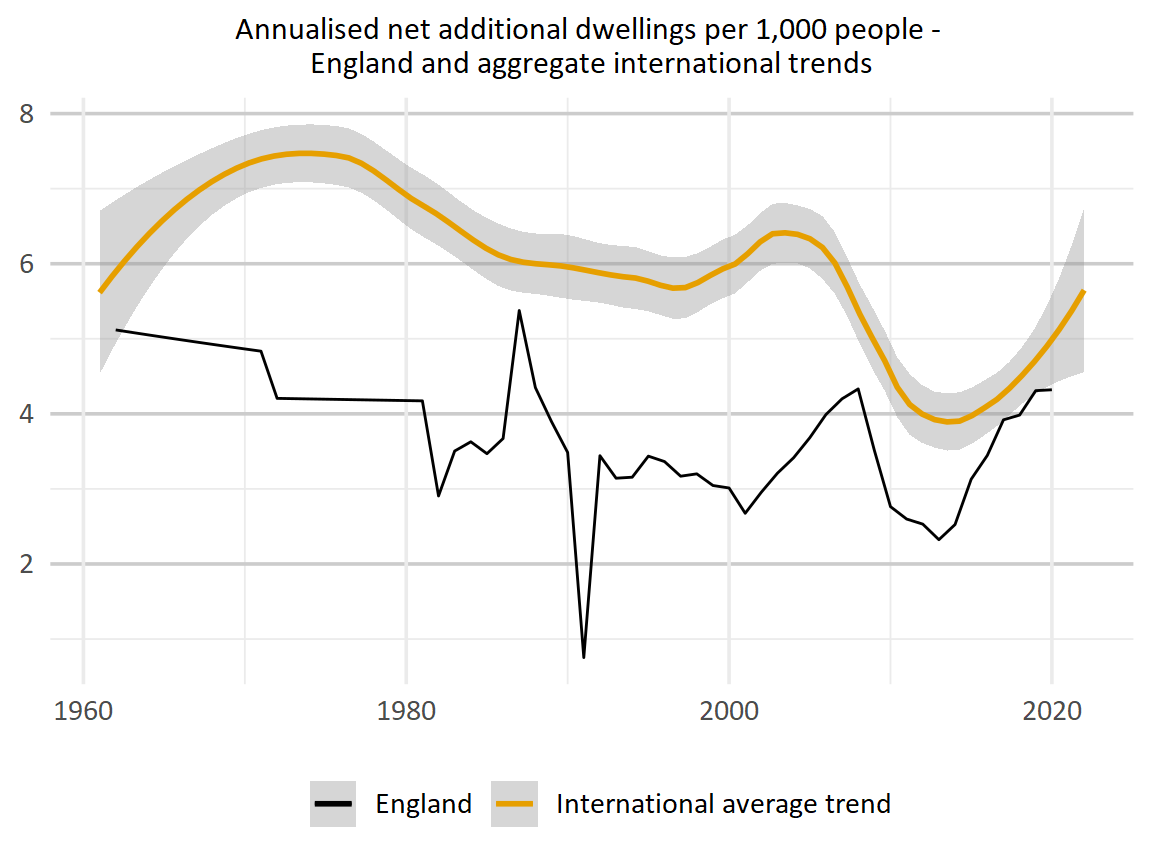 Annualised net additional dwellings per 1,000 people -
England and aggregate international trends
8
6
4
2
1960 1980 2000 2020
England International average trend